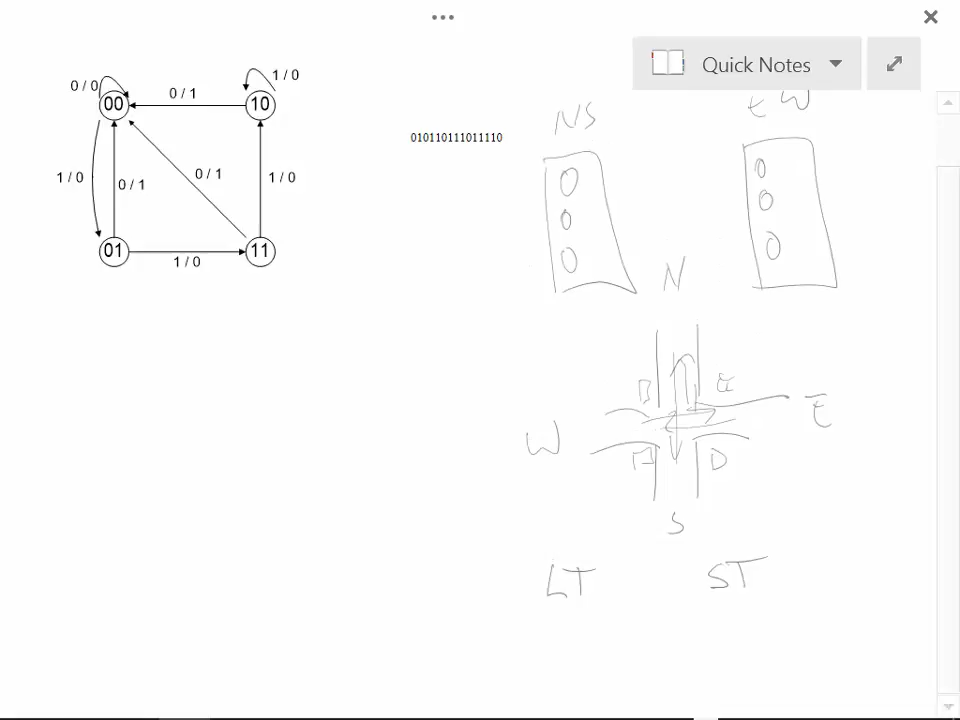 Quick Notes
0 / 0
00
0 / 1
10
1 / 0
1 / 0
0 / 1
0 / 1
1 / 0
01
1 / 0
11
010110111011110
NS
E W
N
W
E
D
S
LT
ST